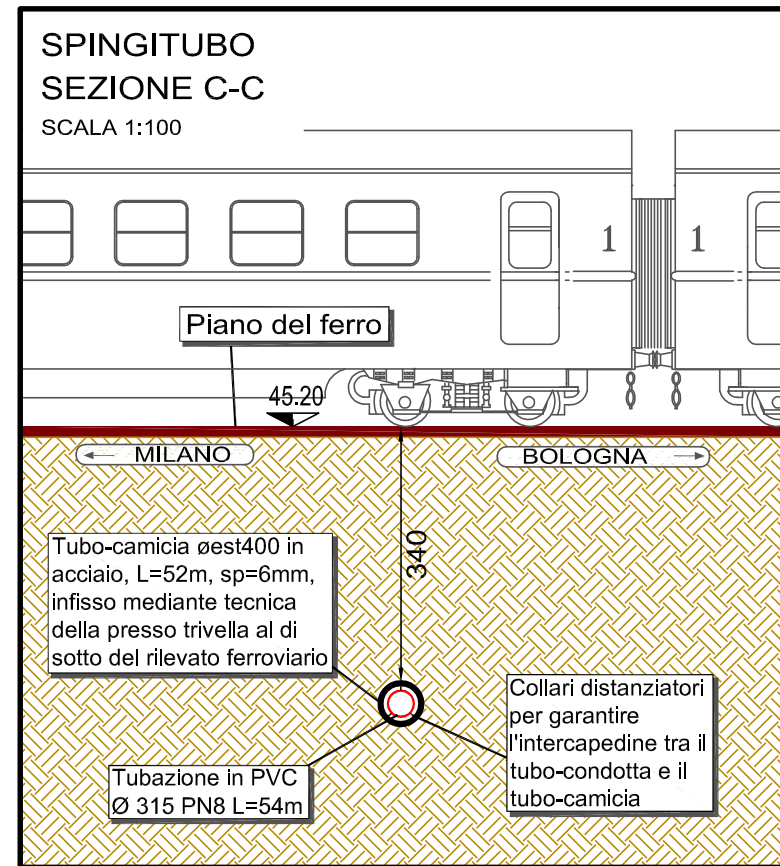 SPINGITUBO
SEZIONE C-C
SCALA 1:100
1
1
Piano del ferro
45.20
MILANO
BOLOGNA
340
Tubo-camicia øest400 in
acciaio, L=52m, sp=6mm,
infisso mediante tecnica
della presso trivella al di
sotto del rilevato ferroviario
Collari distanziatori
per garantire
l'intercapedine tra il
tubo-condotta e il
tubo-camicia
Tubazione in PVC
Ø 315 PN8 L=54m